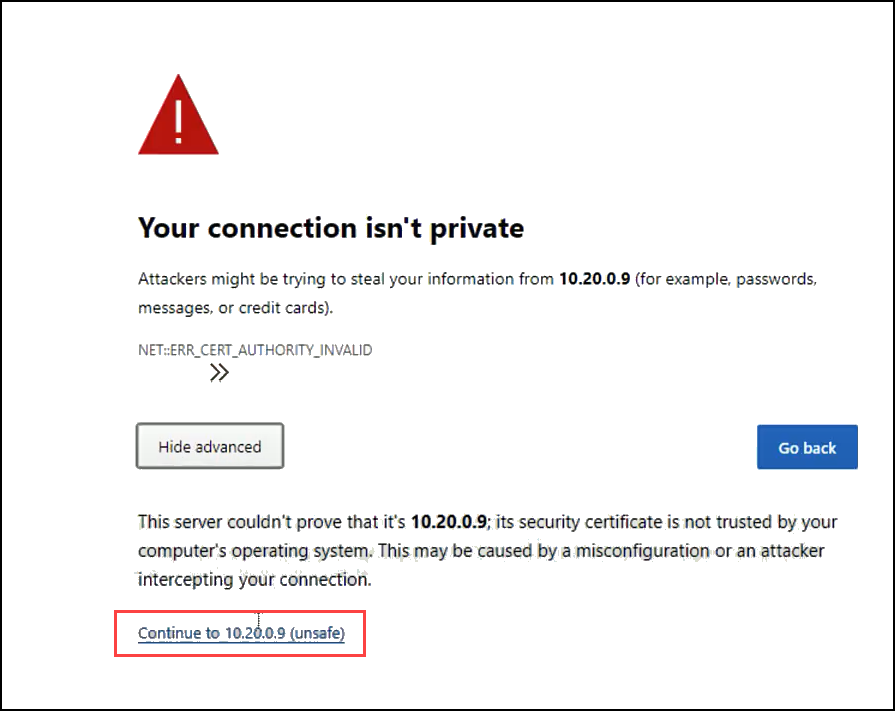 Your connection isn't private
Attackers might be trying to steal your information from 10.20.0.9 (for example, passwords,
messages, or credit cards).
NET::ERR_CERT_AUTHORITY_INVALID
Hide advanced
Go back
This server couldn't prove that it's 10.20.0.9; its security certificate is not trusted by your
computer's operating system. This may be caused by a misconfiguration or an attacker
intercepting your connection.
Continue to 10.20.0.9 (unsafe)